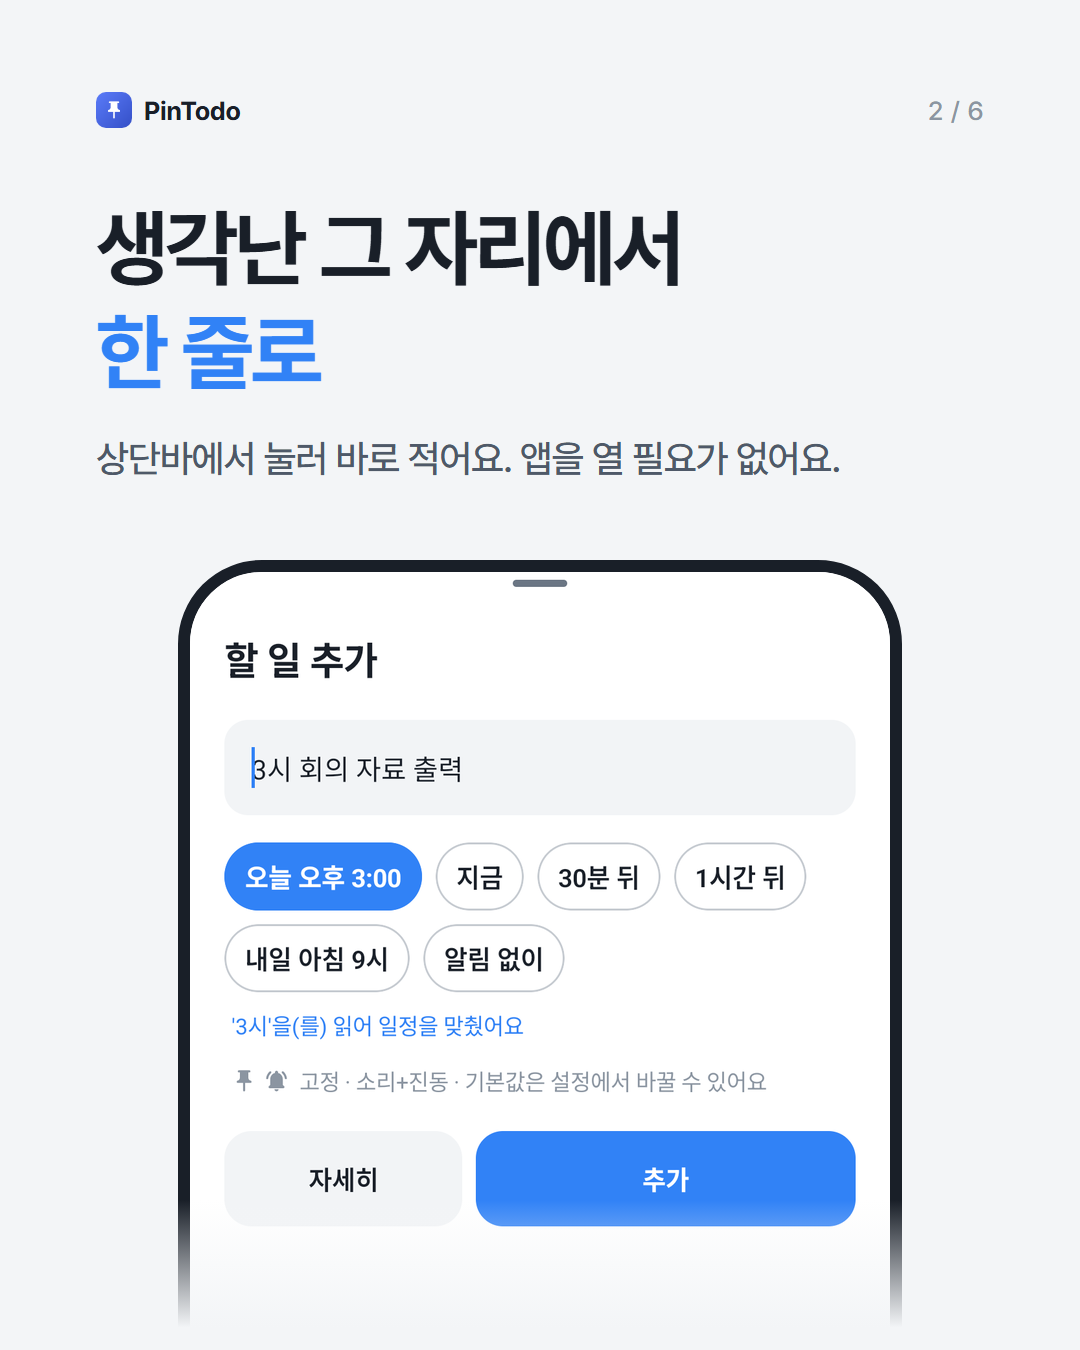 PinTodo
2 / 6
생각난 그 자리에서
한 줄로
상단바에서 눌러 바로 적어요. 앱을 열 필요가 없어요.
할 일 추가
3시 회의 자료 출력
오늘 오후 3:00 지금 30분 뒤 1시간 뒤
내일 아침 9시 알림 없이
'3시'을(를) 읽어 일정을 맞췄어요
고정 · 소리+진동 · 기본값은 설정에서 바꿀 수 있어요
자세히 추가